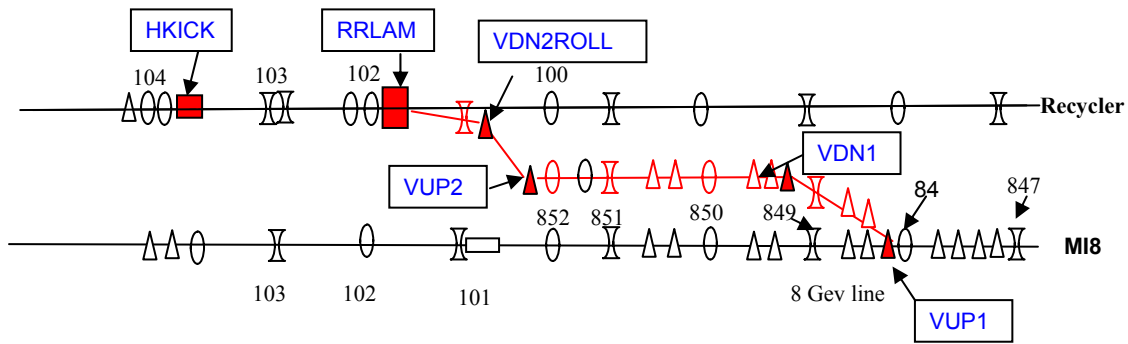 HKICK
RRLAM
VDN2ROLL
104
103
102
100
Recycler
VUP2
VDN1
852
851
850
849
84
847
MI8
103
102
101
8 Gev line
VUP1